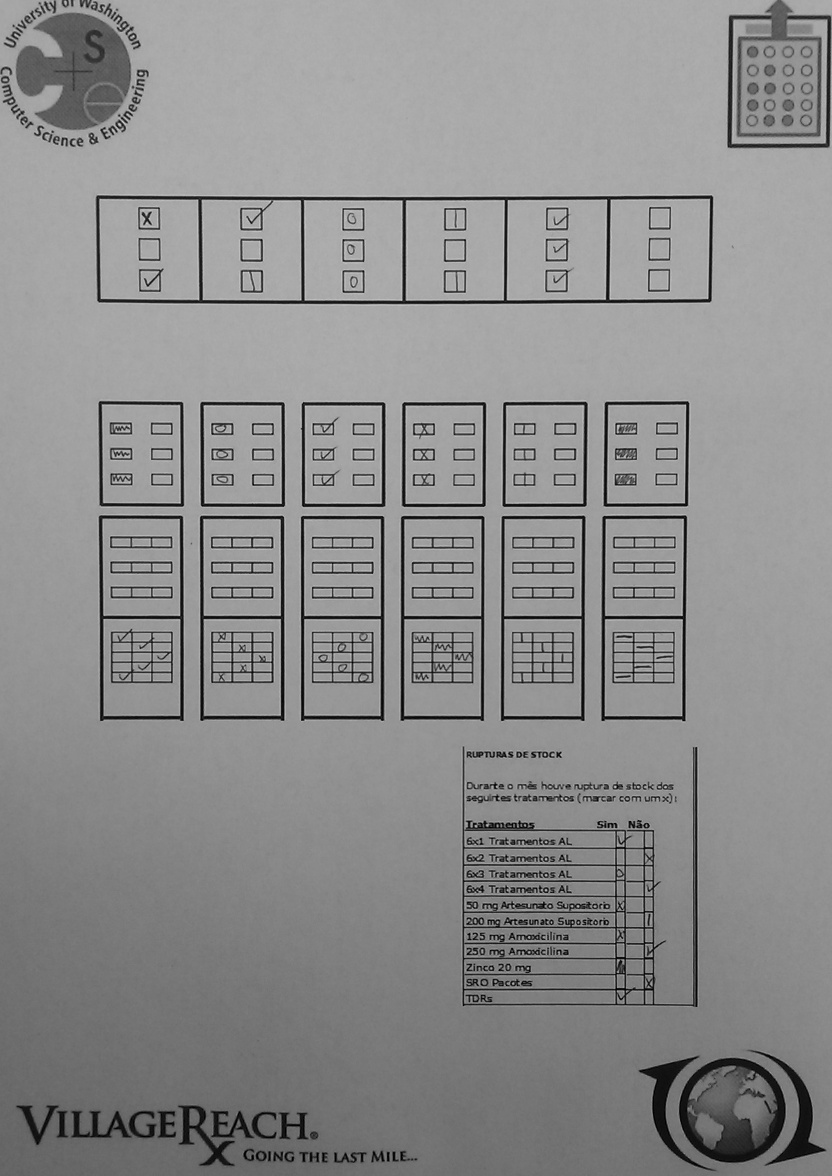 University of Washington
Computer Science & Engineering
C S
e
RUPTURAS DE STOCK
Durante o mês houve ruptura de stock dos
seguintes tratamentos (marcar com um x):
Tratamentos Sim Não
6x1 Tratamentos AL
6x2 Tratamentos AL
6x3 Tratamentos AL
6x4 Tratamentos AL
50 mg Artesunato Supositorio
200 mg Artesunato Supositorio
125 mg Amoxicilina
250 mg Amoxicilina
Zinco 20 mg
SRO Pacotes
TDRs
VILLAGEREACH®
GOING THE LAST MILE...